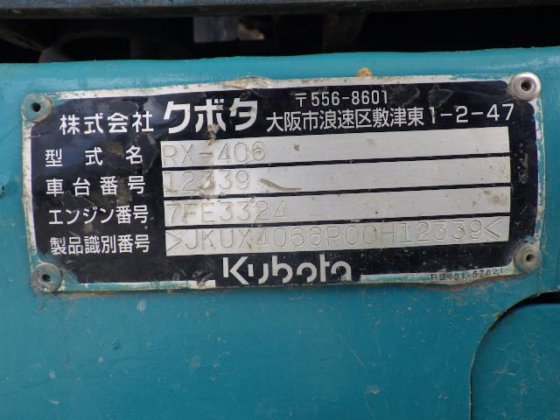 株式会社 クボタ 〒556-8601
大阪市浪速区敷津東1-2-47
型式名 RX-406
車台番号 12339
エンジン番号 7FE3324
製品識別番号 >JKUX4068P00H12339<
Kubota